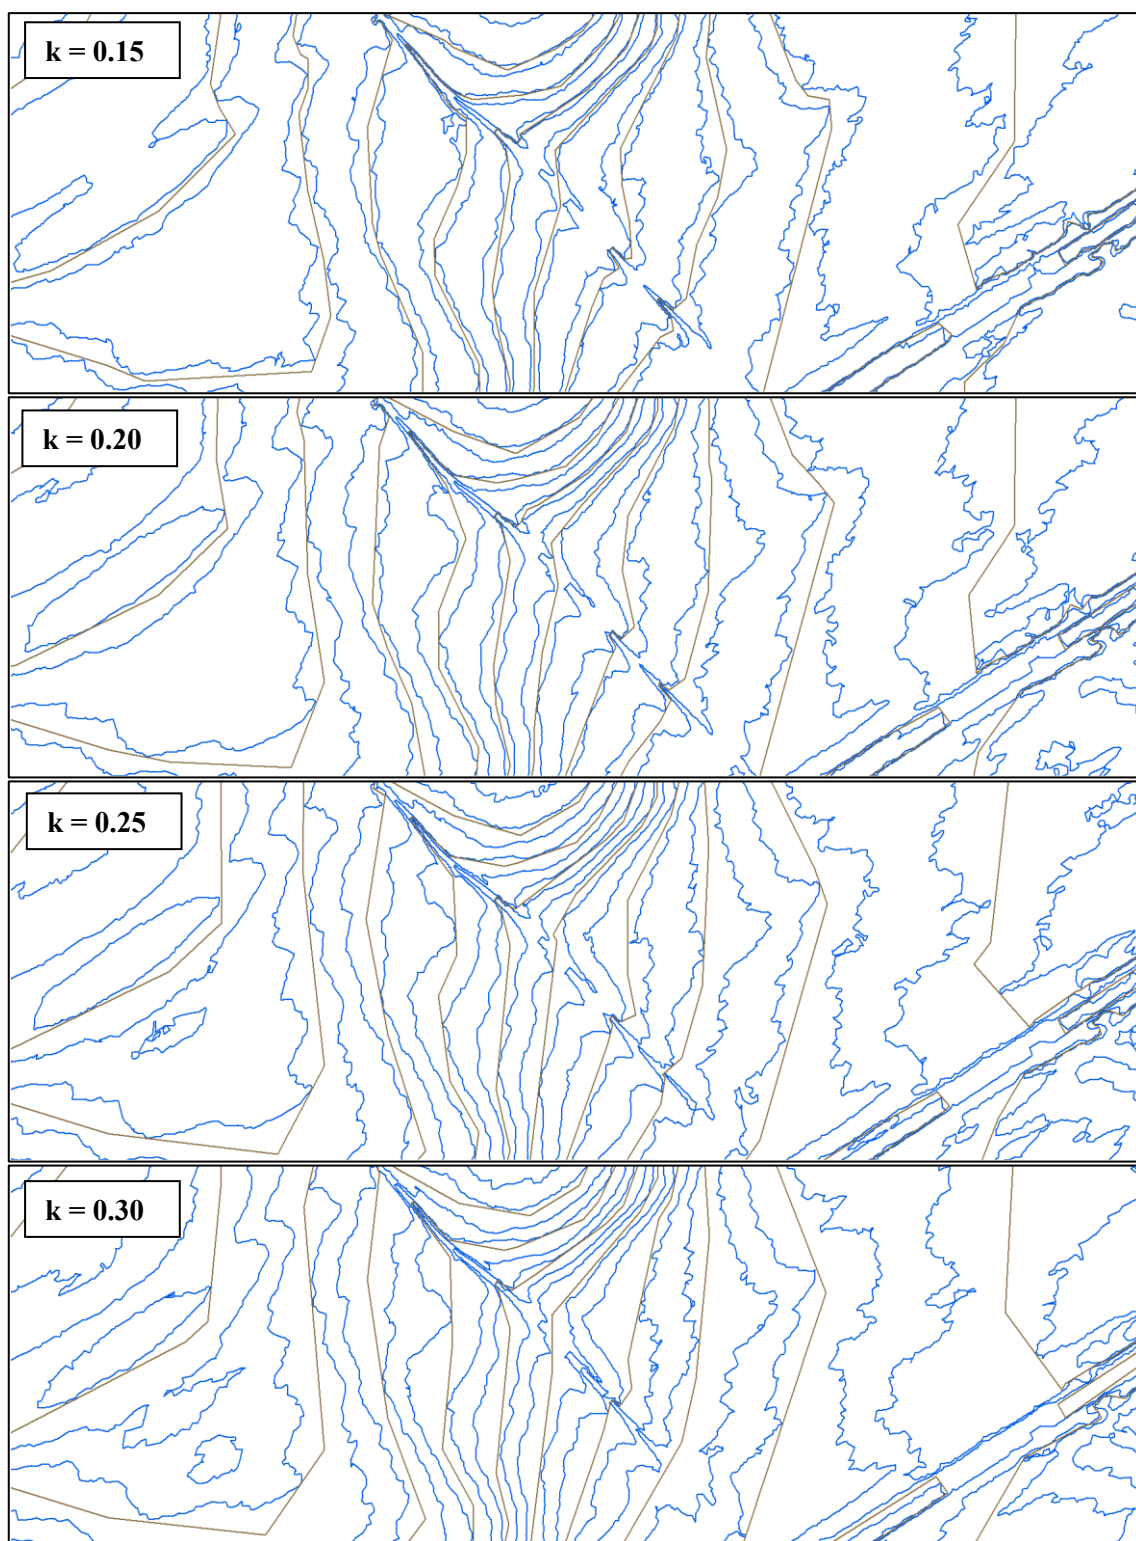 k = 0.15
k = 0.20
k = 0.25
k = 0.30